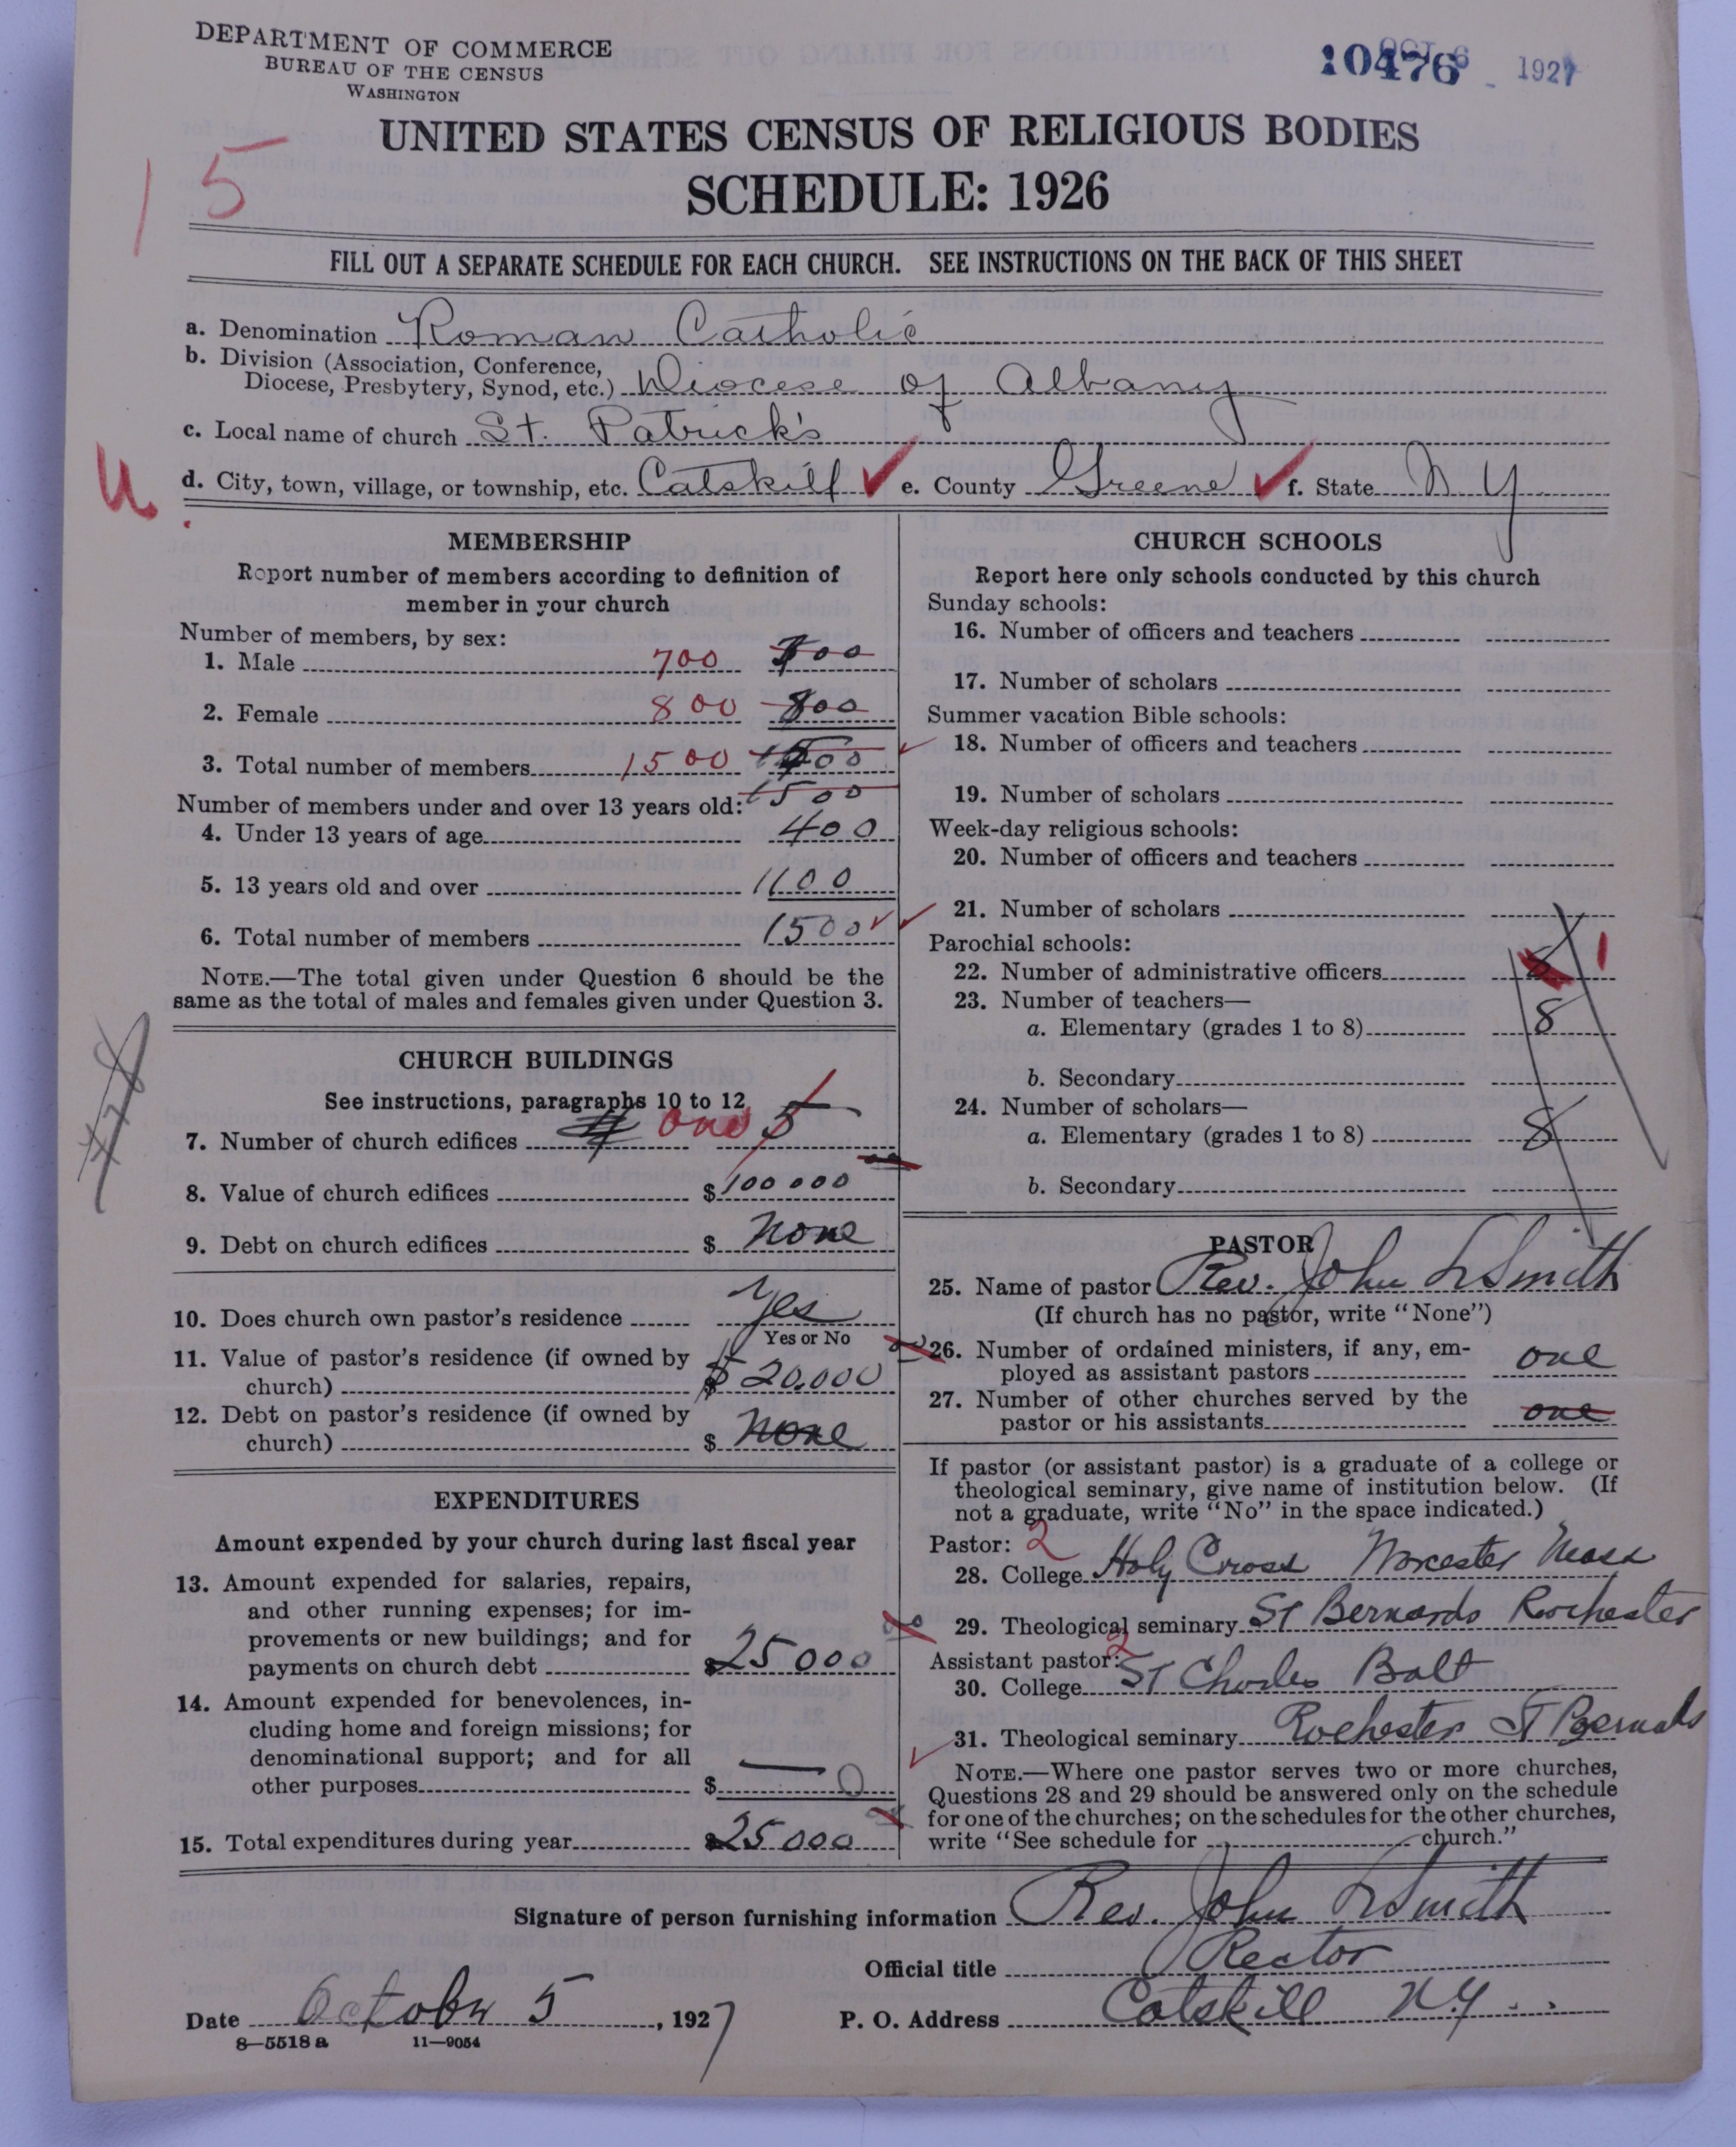 DEPARTMENT OF COMMERCE
BUREAU OF THE CENSUS
WASHINGTON
10476 OCT 6 1927
UNITED STATES CENSUS OF RELIGIOUS BODIES
SCHEDULE: 1926
15
FILL OUT A SEPARATE SCHEDULE FOR EACH CHURCH. SEE INSTRUCTIONS ON THE BACK OF THIS SHEET
a. Denomination Roman Catholic
b. Division (Association, Conference,
Diocese, Presbytery, Synod, etc.) Diocese of Albany
c. Local name of church St. Patrick's
U.
d. City, town, village, or township, etc. Catskill e. County Greene f. State N Y
MEMBERSHIP
Report number of members according to definition of
member in your church
Number of members, by sex:
1. Male 700 700
2. Female 800 800
3. Total number of members 1500
1500
Number of members under and over 13 years old:
4. Under 13 years of age 400
5. 13 years old and over 1100
6. Total number of members 1500
NOTE.—The total given under Question 6 should be the
same as the total of males and females given under Question 3.
CHURCH BUILDINGS
See instructions, paragraphs 10 to 12
7. Number of church edifices one 5
8. Value of church edifices $ 100 000
9. Debt on church edifices $ None
10. Does church own pastor's residence Yes
Yes or No
11. Value of pastor's residence (if owned by
church) $ 20,000
12. Debt on pastor's residence (if owned by
church) $ None
EXPENDITURES
Amount expended by your church during last fiscal year
13. Amount expended for salaries, repairs,
and other running expenses; for im-
provements or new buildings; and for
payments on church debt $ 25 000
14. Amount expended for benevolences, in-
cluding home and foreign missions; for
denominational support; and for all
other purposes $ — 0
15. Total expenditures during year $ 25 000
CHURCH SCHOOLS
Report here only schools conducted by this church
Sunday schools:
16. Number of officers and teachers
17. Number of scholars
Summer vacation Bible schools:
18. Number of officers and teachers
19. Number of scholars
Week-day religious schools:
20. Number of officers and teachers
21. Number of scholars
Parochial schools:
22. Number of administrative officers 1
23. Number of teachers—
a. Elementary (grades 1 to 8) 8
b. Secondary
24. Number of scholars—
a. Elementary (grades 1 to 8) 8
b. Secondary
PASTOR
25. Name of pastor Rev. John L Smith
(If church has no pastor, write "None")
26. Number of ordained ministers, if any, em-
ployed as assistant pastors one
27. Number of other churches served by the
pastor or his assistants one
If pastor (or assistant pastor) is a graduate of a college or
theological seminary, give name of institution below. (If
not a graduate, write "No" in the space indicated.)
Pastor: 2
28. College Holy Cross Worcester Mass
29. Theological seminary St Bernards Rochester
Assistant pastor: 2
30. College St Charles Balt
31. Theological seminary Rochester St Bernards
NOTE.—Where one pastor serves two or more churches,
Questions 28 and 29 should be answered only on the schedule
for one of the churches; on the schedules for the other churches,
write "See schedule for church."
Signature of person furnishing information Rev. John L Smith
Official title Rector
Date October 5, 1927 P. O. Address Catskill N.Y.
8—5518 a 11—9054